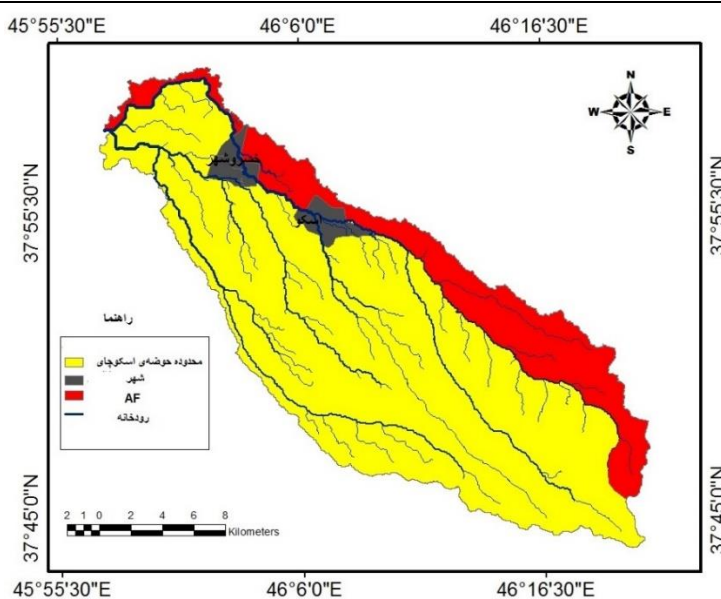 45°55'30"E 46°6'0"E 46°16'30"E
N
W E
S
37°55'30"N 37°55'30"N
خسروشهر
اسکو
راهنما
محدوده حوضه‌ی اسکوچای
شهر
AF
رودخانه
37°45'0"N 37°45'0"N
2 1 0 2 4 6 8
Kilometers
45°55'30"E 46°6'0"E 46°16'30"E